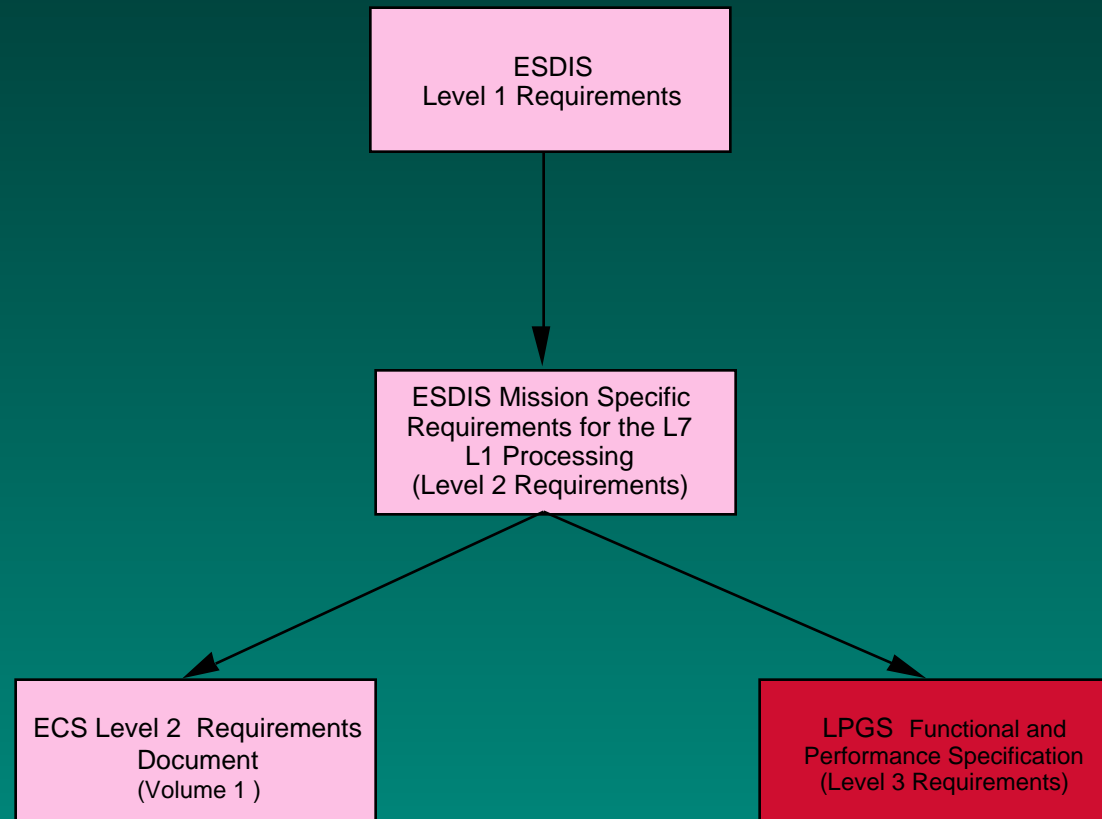 ESDIS
Level 1 Requirements
ESDIS Mission Specific
Requirements for the L7
L1 Processing
(Level 2 Requirements)
ECS Level 2  Requirements
Document
(Volume 1 )
LPGS  Functional and
Performance Specification
(Level 3 Requirements)